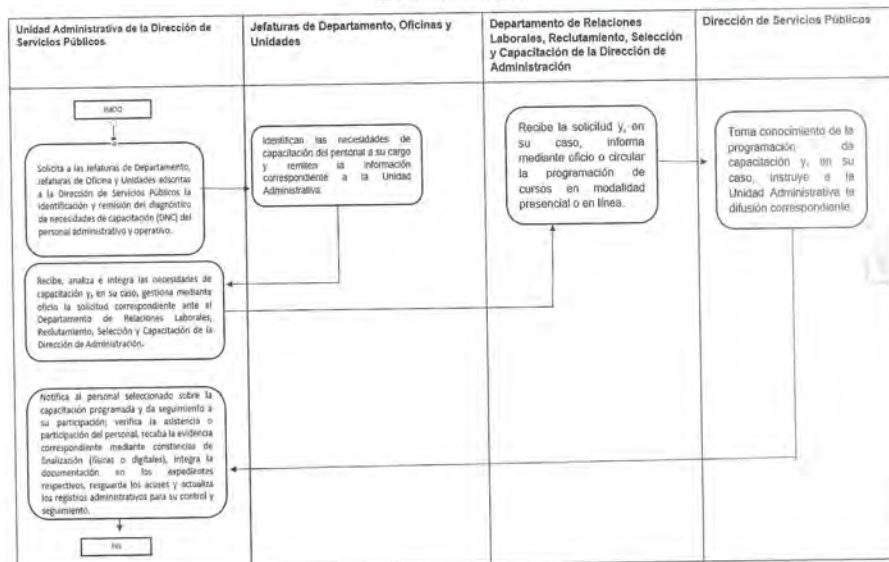 Unidad Administrativa de la Dirección de
Servicios Públicos
Jefaturas de Departamento, Oficinas y
Unidades
Departamento de Relaciones
Laborales, Reclutamiento, Selección
y Capacitación de la Dirección de
Administración
Dirección de Servicios Públicos
INICIO
Solicita a las Jefaturas de Departamento,
Jefaturas de Oficina y Unidades adscritas
a la Dirección de Servicios Públicos la
identificación y remisión del diagnóstico
de necesidades de capacitación (DNC) del
personal administrativo y operativo.
Identifican las necesidades de
capacitación del personal a su cargo
y remiten la información
correspondiente a la Unidad
Administrativa.
Recibe la solicitud y, en
su caso, informa
mediante oficio o circular
la programación de
cursos en modalidad
presencial o en línea.
Toma conocimiento de la
programación de
capacitación y, en su
caso, instruye a la
Unidad Administrativa la
difusión correspondiente.
Recibe, analiza e integra las necesidades de
capacitación y, en su caso, gestiona mediante
oficio la solicitud correspondiente ante el
Departamento de Relaciones Laborales,
Reclutamiento, Selección y Capacitación de la
Dirección de Administración.
Notifica al personal seleccionado sobre la
capacitación programada y da seguimiento a
su participación; verifica la asistencia o
participación del personal, recaba la evidencia
correspondiente mediante constancias de
finalización (físicas o digitales), integra la
documentación en los expedientes
respectivos, resguarda los acuses y actualiza
los registros administrativos para su control y
seguimiento.
FIN